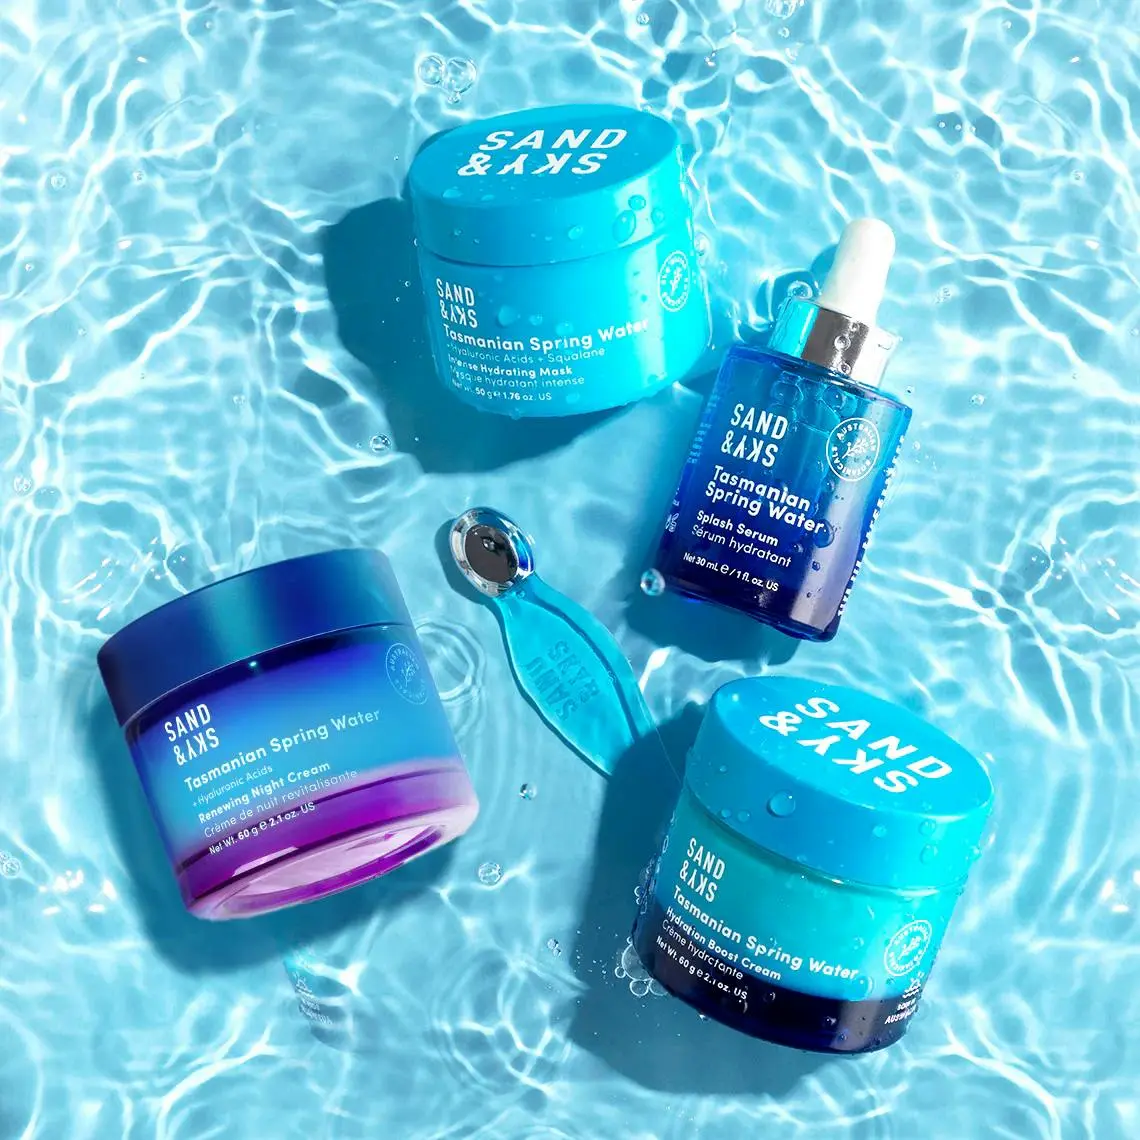 SAND
& SKY
SAND
& SKY
Tasmanian Spring Water
+Hyaluronic Acids + Squalane
Intense Hydrating Mask
Masque hydratant intense
Net wt. 50 g e 1.76 oz. US
SAND
& SKY
AUSTRALIAN BOTANICALS
Tasmanian
Spring Water
Splash Serum
Sérum hydratant
Net 30 mL e / 1 fl. oz. US
SAND
& SKY
SAND
& SKY
AUSTRALIAN
Tasmanian Spring Water
+ Hyaluronic Acids
Renewing Night Cream
Crème de nuit revitalisante
Net Wt. 60 g e 2.1 oz. US
SAND
& SKY
SAND
& SKY
Tasmanian Spring Water
Hydration Boost Cream
Crème hydratante
Net Wt. 60 g e 2.1 oz. US